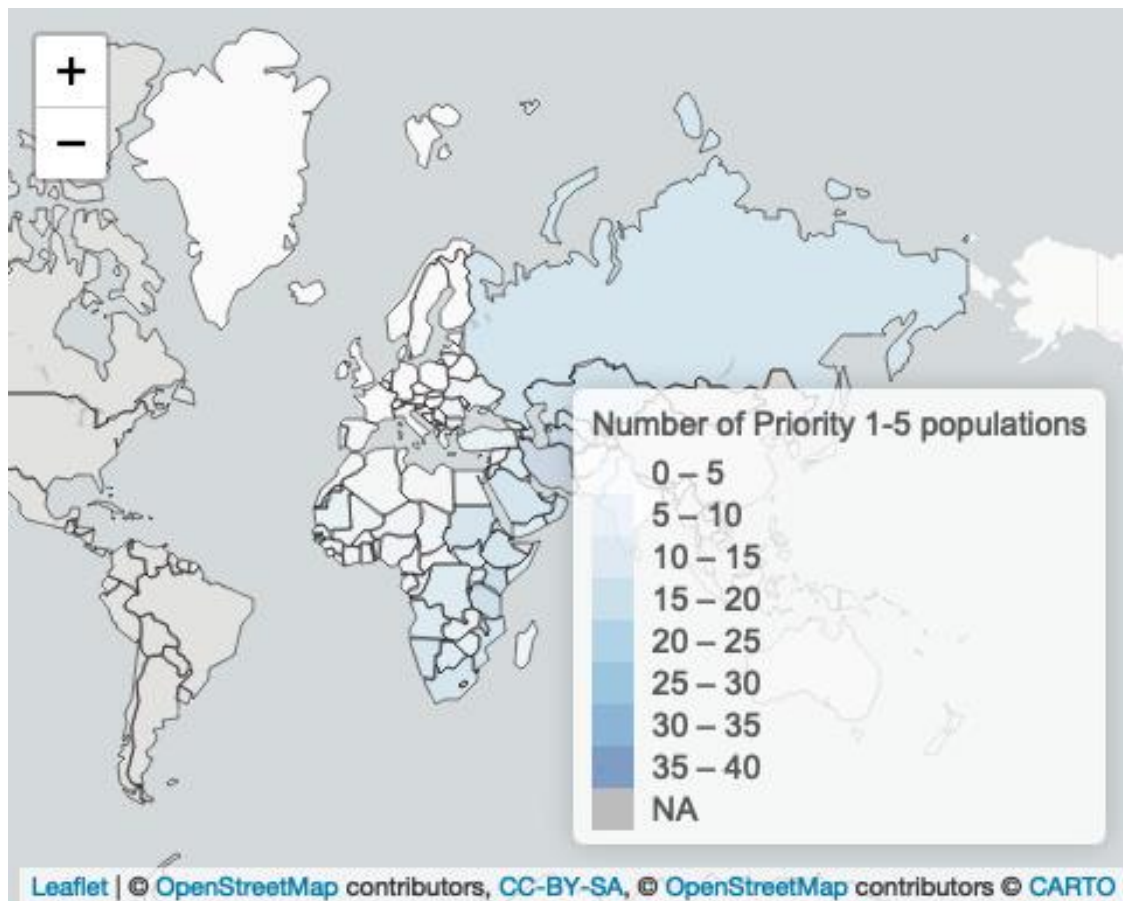 +
−
Number of Priority 1-5 populations
0 – 5
5 – 10
10 – 15
15 – 20
20 – 25
25 – 30
30 – 35
35 – 40
NA
Leaflet | © OpenStreetMap contributors, CC-BY-SA, © OpenStreetMap contributors © CARTO